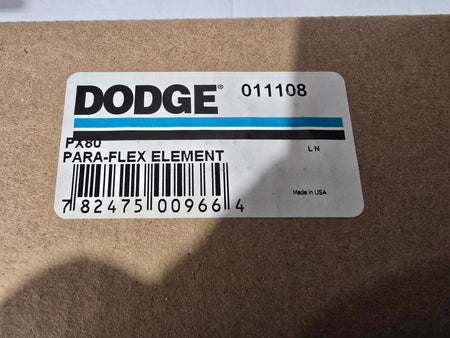 DODGE® 011108
PX80
PARA-FLEX ELEMENT
LN
Made in USA
7 82475 00966 4